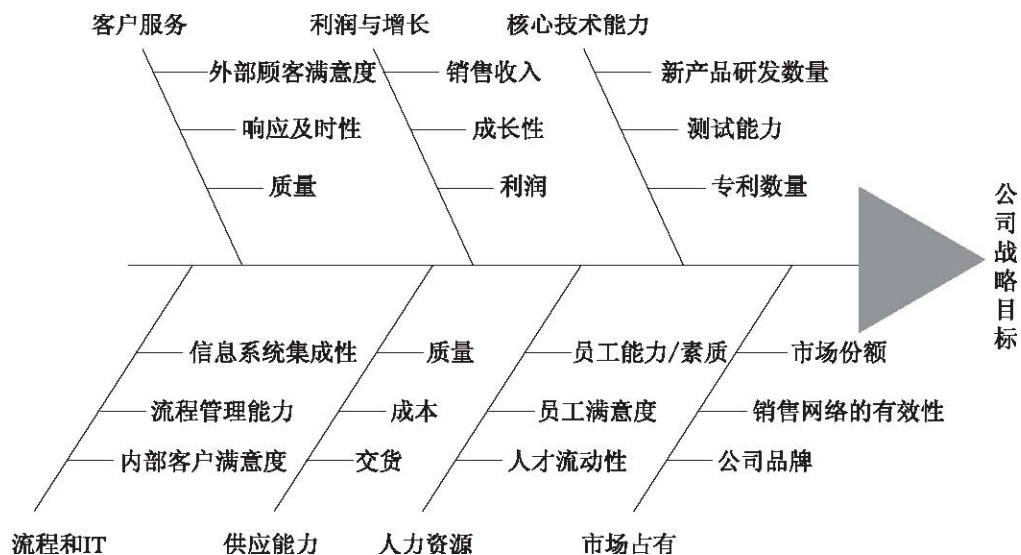 客户服务
利润与增长
核心技术能力
外部顾客满意度
销售收入
新产品研发数量
响应及时性
成长性
测试能力
质量
利润
专利数量
公司战略目标
信息系统集成性
质量
员工能力/素质
市场份额
流程管理能力
成本
员工满意度
销售网络的有效性
内部客户满意度
交货
人才流动性
公司品牌
流程和IT
供应能力
人力资源
市场占有